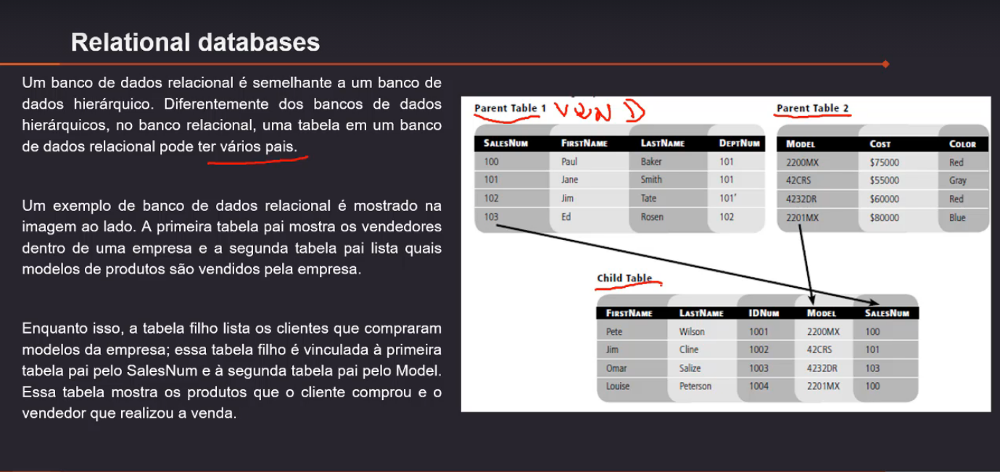 Relational databases
Um banco de dados relacional é semelhante a um banco de
dados hierárquico. Diferentemente dos bancos de dados
hierárquicos, no banco relacional, uma tabela em um banco
de dados relacional pode ter vários pais.
Um exemplo de banco de dados relacional é mostrado na
imagem ao lado. A primeira tabela pai mostra os vendedores
dentro de uma empresa e a segunda tabela pai lista quais
modelos de produtos são vendidos pela empresa.
Enquanto isso, a tabela filho lista os clientes que compraram
modelos da empresa; essa tabela filho é vinculada à primeira
tabela pai pelo SalesNum e à segunda tabela pai pelo Model.
Essa tabela mostra os produtos que o cliente comprou e o
vendedor que realizou a venda.
Parent Table 1 VEND
SALESNUM FIRSTNAME LASTNAME DEPTNUM
100 Paul Baker 101
101 Jane Smith 101
102 Jim Tate 101'
103 Ed Rosen 102
Parent Table 2
MODEL COST COLOR
2200MX $75000 Red
42CRS $55000 Gray
4232DR $60000 Red
2201MX $80000 Blue
Child Table
FIRSTNAME LASTNAME IDNUM MODEL SALESNUM
Pete Wilson 1001 2200MX 100
Jim Cline 1002 42CRS 101
Omar Salize 1003 4232DR 103
Louise Peterson 1004 2201MX 100